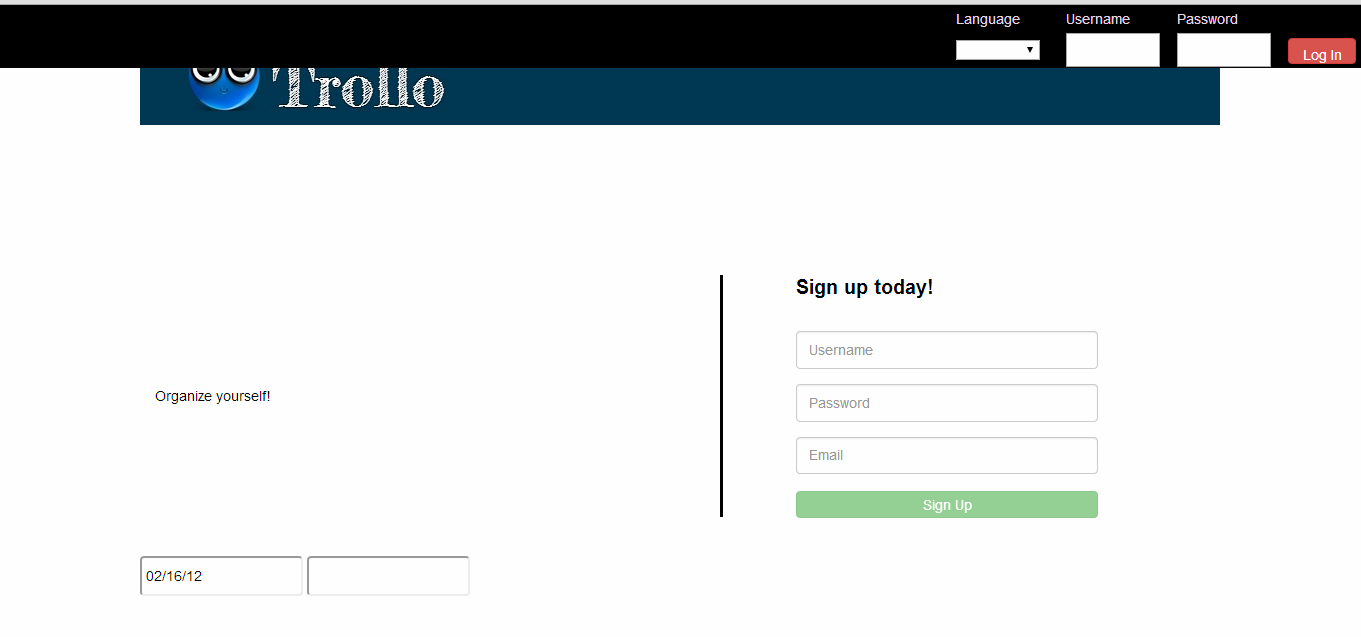 Language Username Password
Log In
Trollo
Sign up today!
Username
Organize yourself!
Password
Email
Sign Up
02/16/12